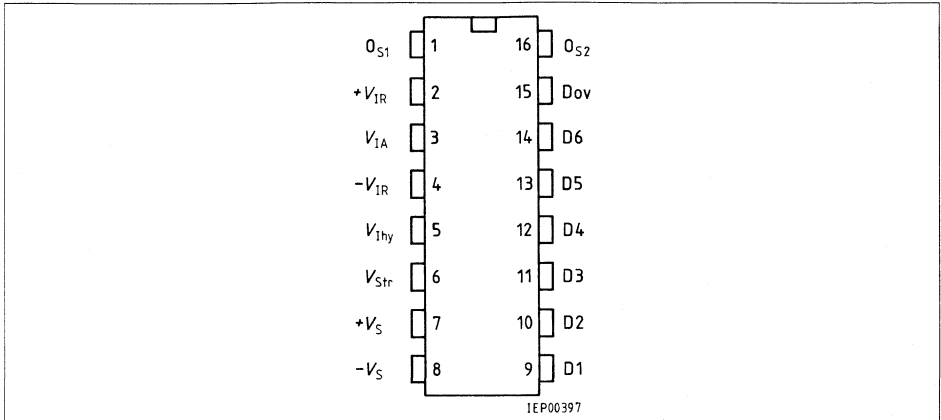 O_S1 1 16 O_S2
+V_IR 2 15 Dov
V_IA 3 14 D6
-V_IR 4 13 D5
V_Ihy 5 12 D4
V_Str 6 11 D3
+V_S 7 10 D2
-V_S 8 9 D1
IEP00397